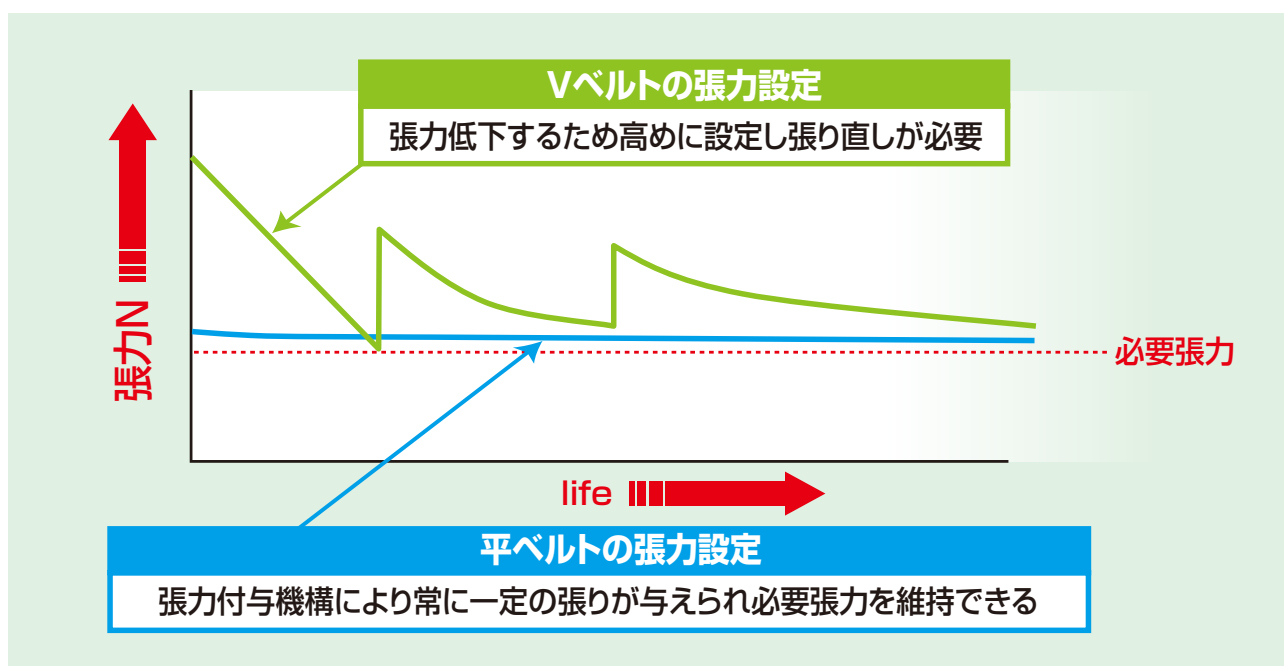 Vベルトの張力設定
張力低下するため高めに設定し張り直しが必要
張力N
必要張力
life
平ベルトの張力設定
張力付与機構により常に一定の張りが与えられ必要張力を維持できる